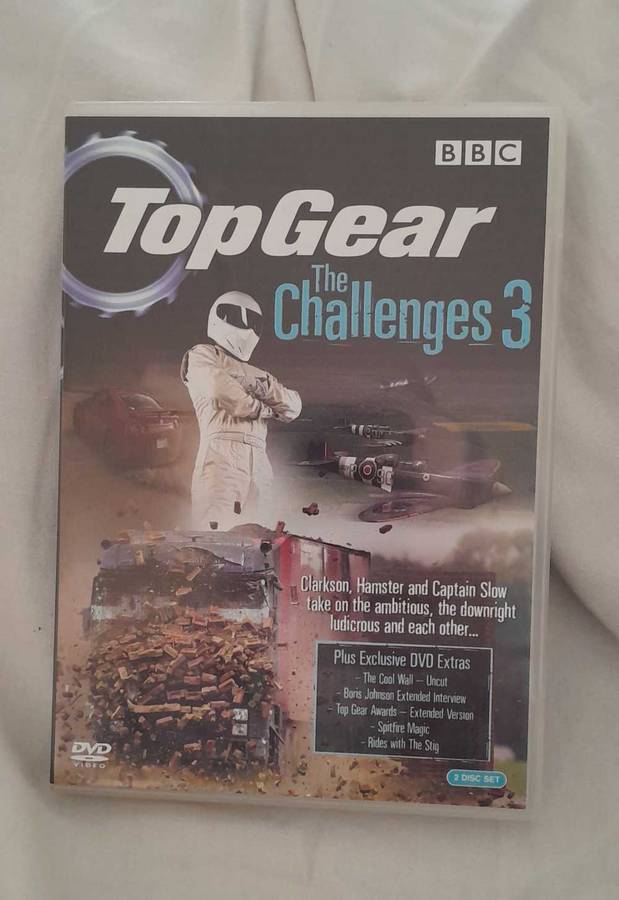 BBC
TopGear
The
Challenges 3
Clarkson, Hamster and Captain Slow
take on the ambitious, the downright
ludicrous and each other...
Plus Exclusive DVD Extras
- The Cool Wall – Uncut
- Boris Johnson Extended Interview
- Top Gear Awards – Extended Version
- Spitfire Magic
- Rides with The Stig
DVD
VIDEO
2 DISC SET